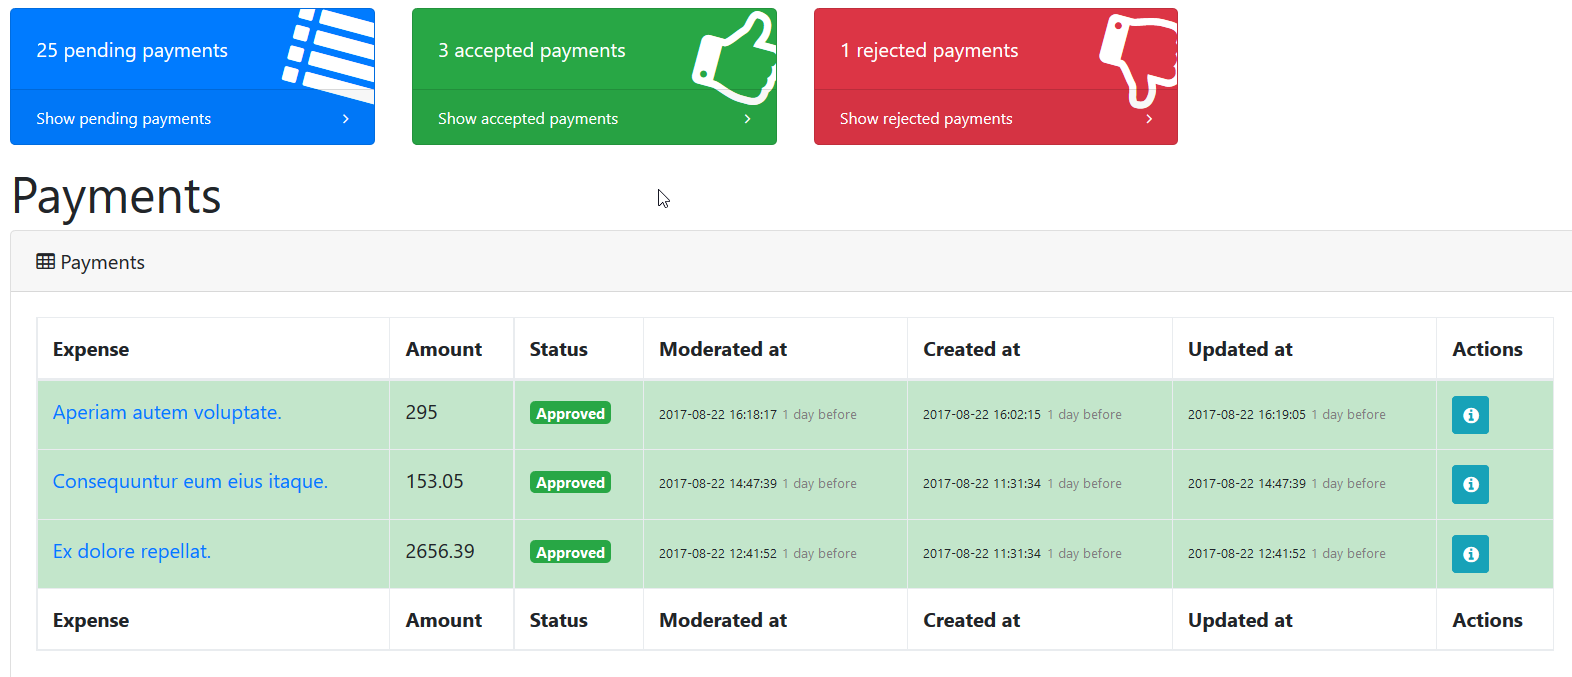 25 pending payments
Show pending payments
3 accepted payments
Show accepted payments
1 rejected payments
Show rejected payments
Payments
Payments
Expense Amount Status Moderated at Created at Updated at Actions
Aperiam autem voluptate. 295 Approved 2017-08-22 16:18:17 1 day before 2017-08-22 16:02:15 1 day before 2017-08-22 16:19:05 1 day before
Consequuntur eum eius itaque. 153.05 Approved 2017-08-22 14:47:39 1 day before 2017-08-22 11:31:34 1 day before 2017-08-22 14:47:39 1 day before
Ex dolore repellat. 2656.39 Approved 2017-08-22 12:41:52 1 day before 2017-08-22 11:31:34 1 day before 2017-08-22 12:41:52 1 day before
Expense Amount Status Moderated at Created at Updated at Actions